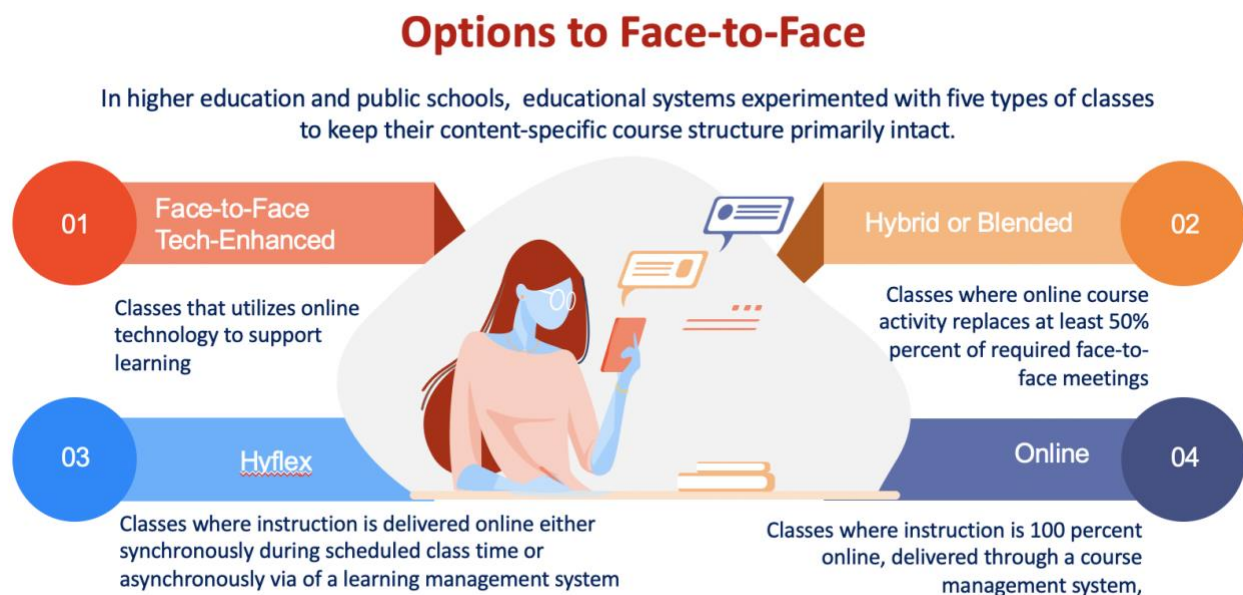 Options to Face-to-Face
In higher education and public schools, educational systems experimented with five types of classes
to keep their content-specific course structure primarily intact.
01
Face-to-Face
Tech-Enhanced
Classes that utilizes online
technology to support
learning
Hybrid or Blended
02
Classes where online course
activity replaces at least 50%
percent of required face-to-
face meetings
03
Hyflex
Classes where instruction is delivered online either
synchronously during scheduled class time or
asynchronously via of a learning management system
Online
04
Classes where instruction is 100 percent
online, delivered through a course
management system,